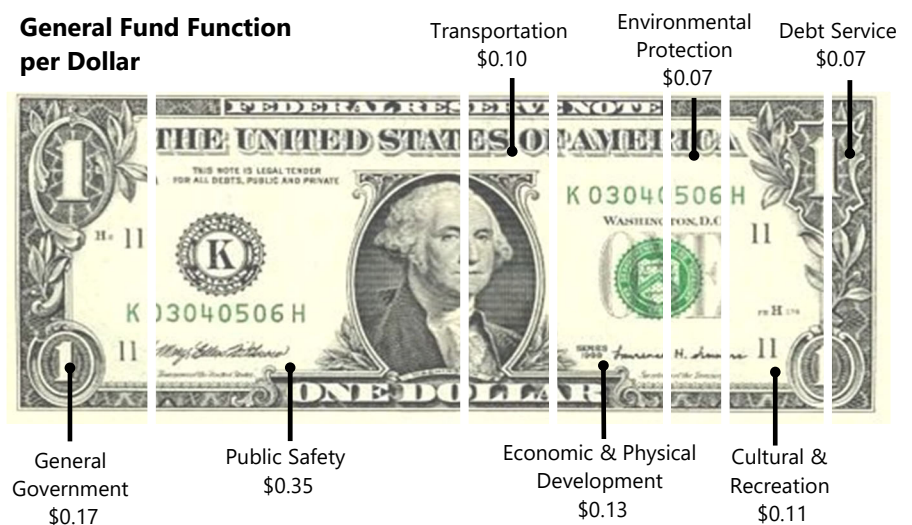 General Fund Function
per Dollar
Transportation
$0.10
Environmental
Protection
$0.07
Debt Service
$0.07
FEDERAL RESERVE NOTE
THE UNITED STATES OF AMERICA
THIS NOTE IS LEGAL TENDER
FOR ALL DEBTS, PUBLIC AND PRIVATE
K 03040506 H
WASHINGTON, D.C.
11
11
K
K 03040506 H
11
SERIES
11
ONE DOLLAR
General
Government
$0.17
Public Safety
$0.35
Economic & Physical
Development
$0.13
Cultural &
Recreation
$0.11